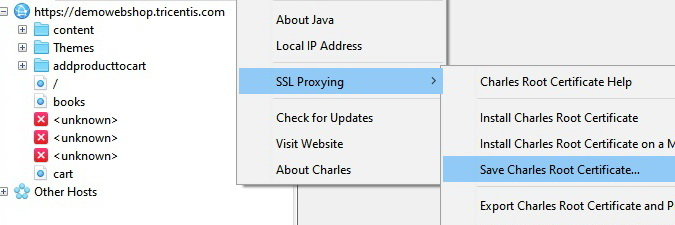 https://demowebshop.tricentis.com
content
Themes
addproducttocart
/
books
<unknown>
<unknown>
<unknown>
cart
Other Hosts
About Java
Local IP Address
SSL Proxying
Check for Updates
Visit Website
About Charles
Charles Root Certificate Help
Install Charles Root Certificate
Install Charles Root Certificate on a M
Save Charles Root Certificate...
Export Charles Root Certificate and P